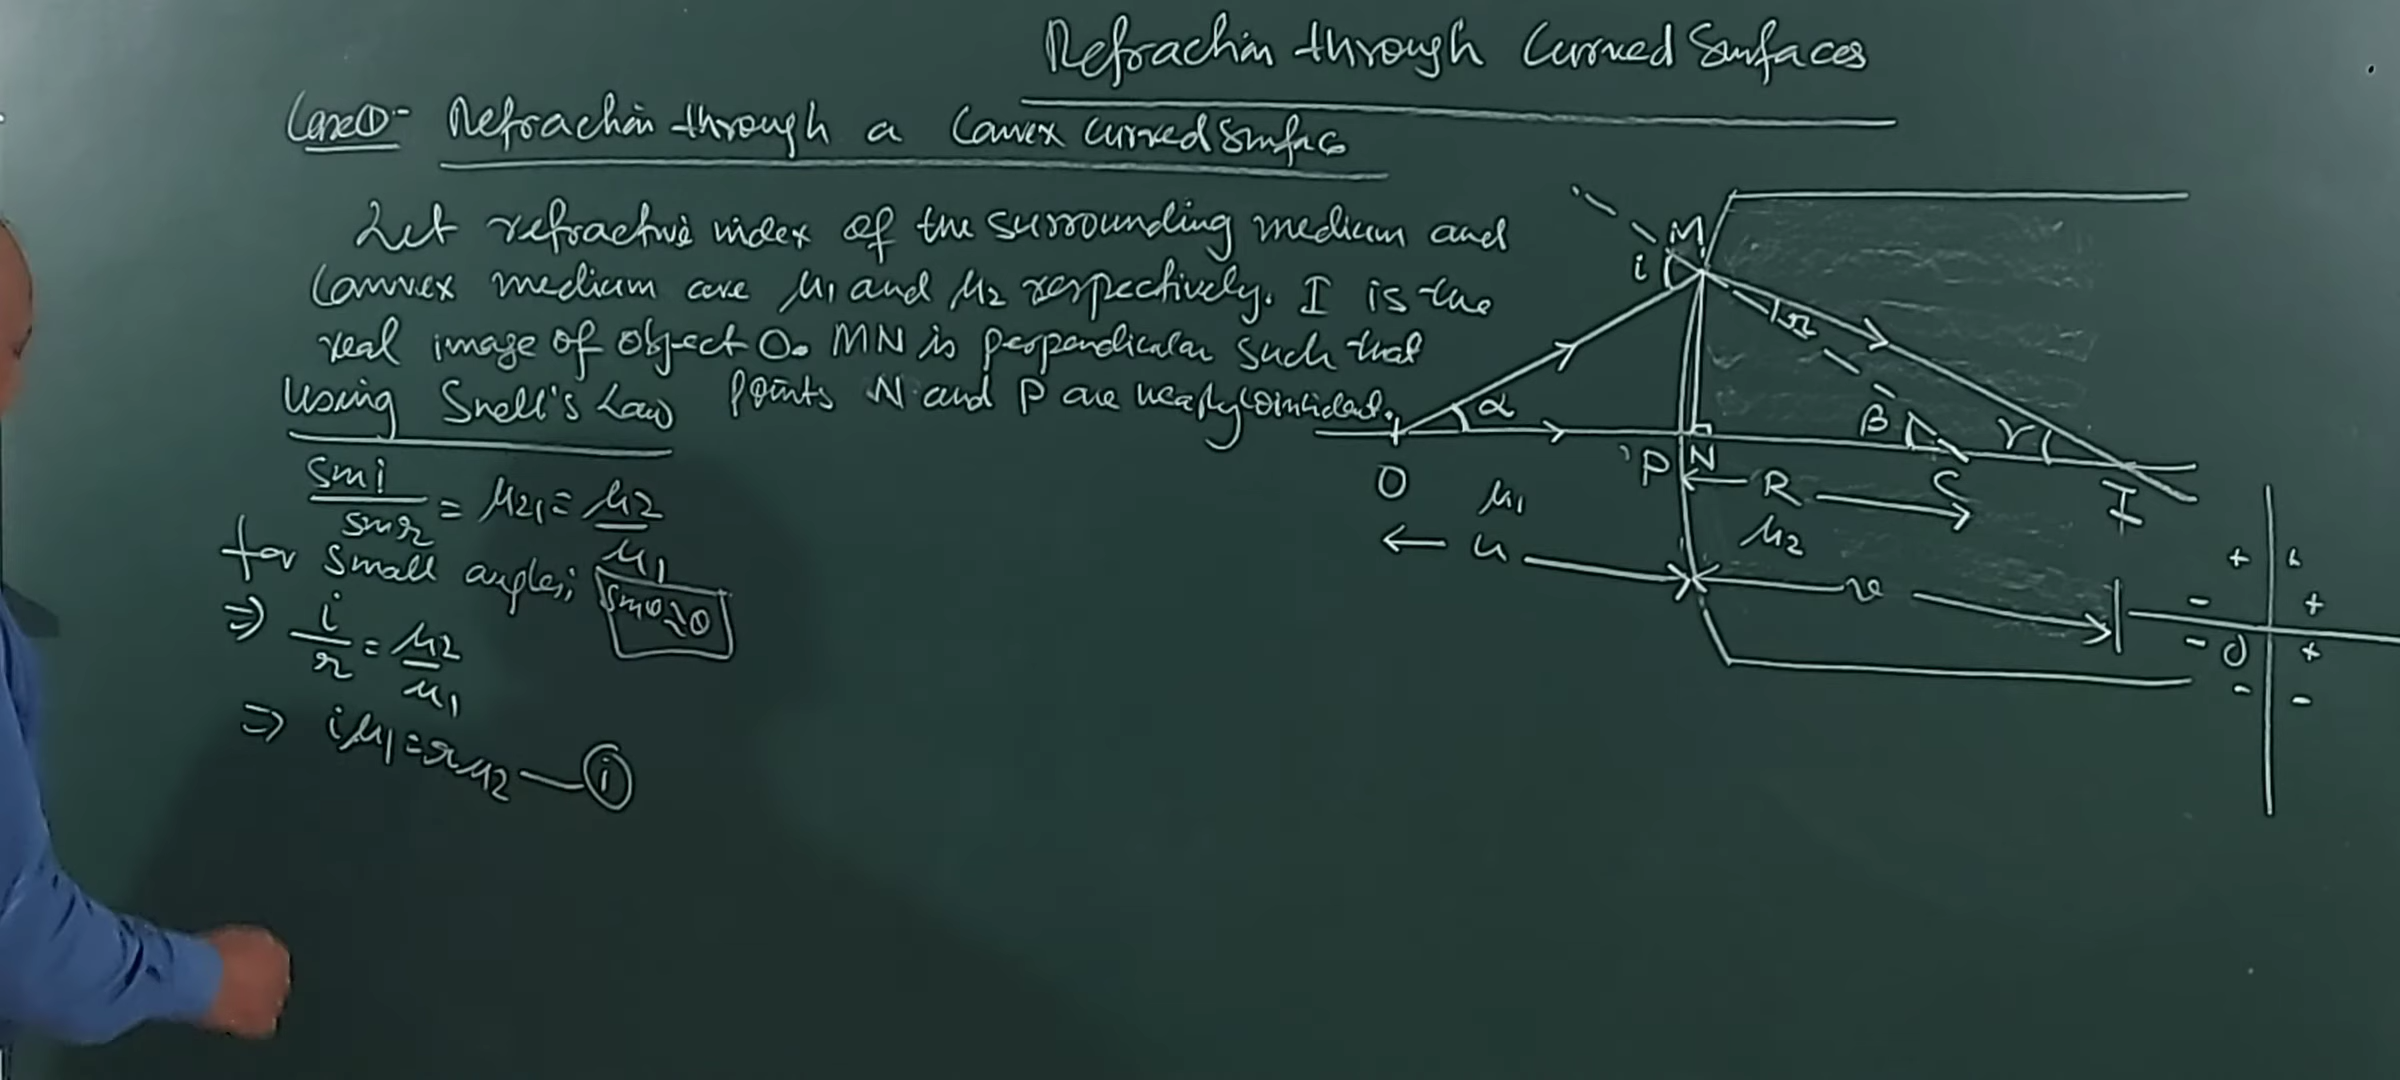 Refraction through Curved Surfaces
Case① :- Refraction through a Convex curved Surface
Let refractive index of the surrounding medium and
Convex medium are μ1 and μ2 respectively. I is the
real image of object O. MN is perpendicular such that
Points N and P are nearly coincident.
Using Snell's Law
sin i / sin r = μ21 = μ2 / μ1
for small angles; sinθ≈θ
⇒ i / r = μ2 / μ1
⇒ iμ1 = rμ2 — ⓘ
M
i
r
α
β
γ
O
P
N
C
I
R
μ1
μ2
u
v
+ +
- +
- O +
- -